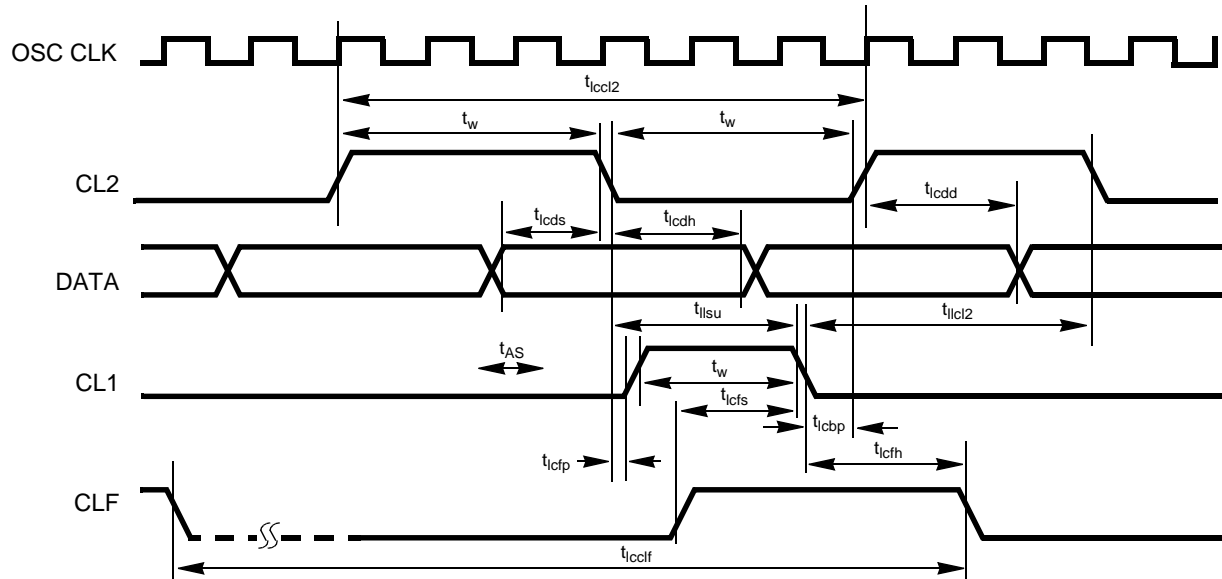 OSC CLK
tlccl2
tw
tw
CL2
tlcds
tlcdh
tlcdd
DATA
tllsu
tllcl2
tAS
CL1
tw
tlcfs
tlcbp
tlcfp
tlcfh
CLF
tlcclf